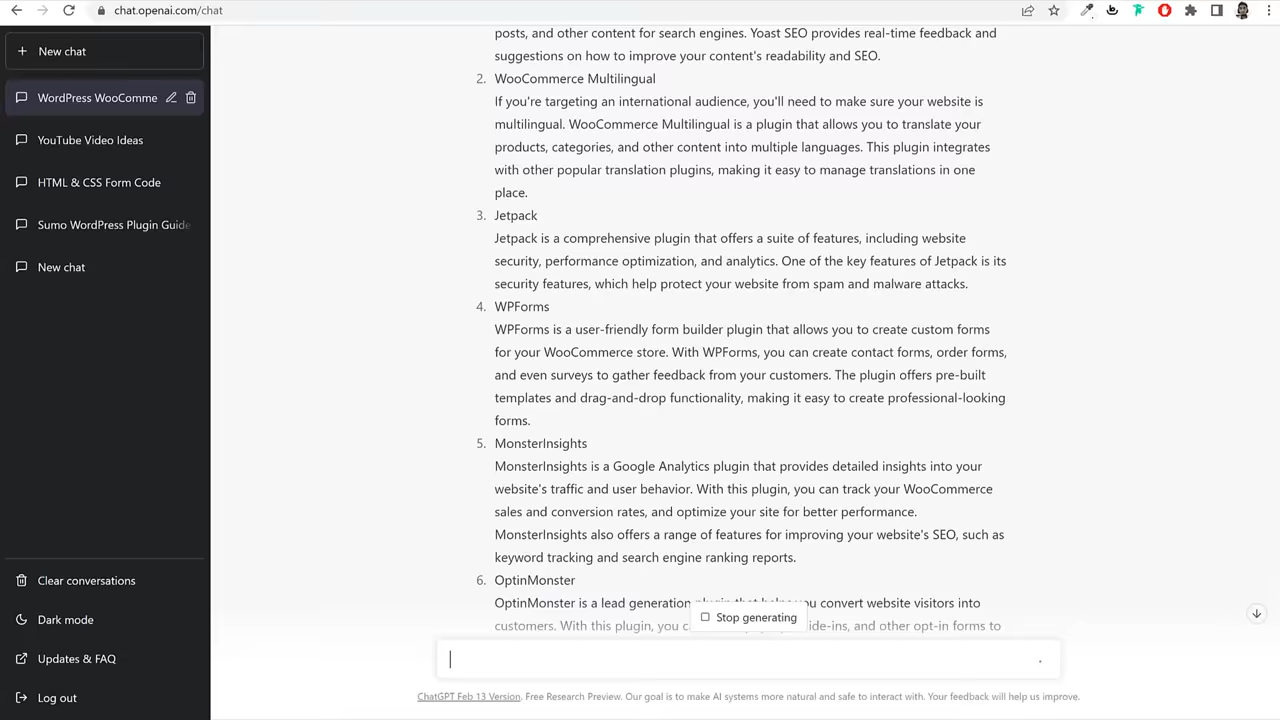 chat.openai.com/chat
New chat
WordPress WooComme
YouTube Video Ideas
HTML & CSS Form Code
Sumo WordPress Plugin Guide
New chat
Clear conversations
Dark mode
Updates & FAQ
Log out
posts, and other content for search engines. Yoast SEO provides real-time feedback and
suggestions on how to improve your content's readability and SEO.
2. WooCommerce Multilingual
If you're targeting an international audience, you'll need to make sure your website is
multilingual. WooCommerce Multilingual is a plugin that allows you to translate your
products, categories, and other content into multiple languages. This plugin integrates
with other popular translation plugins, making it easy to manage translations in one
place.
3. Jetpack
Jetpack is a comprehensive plugin that offers a suite of features, including website
security, performance optimization, and analytics. One of the key features of Jetpack is its
security features, which help protect your website from spam and malware attacks.
4. WPForms
WPForms is a user-friendly form builder plugin that allows you to create custom forms
for your WooCommerce store. With WPForms, you can create contact forms, order forms,
and even surveys to gather feedback from your customers. The plugin offers pre-built
templates and drag-and-drop functionality, making it easy to create professional-looking
forms.
5. MonsterInsights
MonsterInsights is a Google Analytics plugin that provides detailed insights into your
website's traffic and user behavior. With this plugin, you can track your WooCommerce
sales and conversion rates, and optimize your site for better performance.
MonsterInsights also offers a range of features for improving your website's SEO, such as
keyword tracking and search engine ranking reports.
6. OptinMonster
OptinMonster is a lead generation plugin that helps you convert website visitors into
customers. With this plugin, you ide-ins, and other opt-in forms to
Stop generating
ChatGPT Feb 13 Version. Free Research Preview. Our goal is to make AI systems more natural and safe to interact with. Your feedback will help us improve.